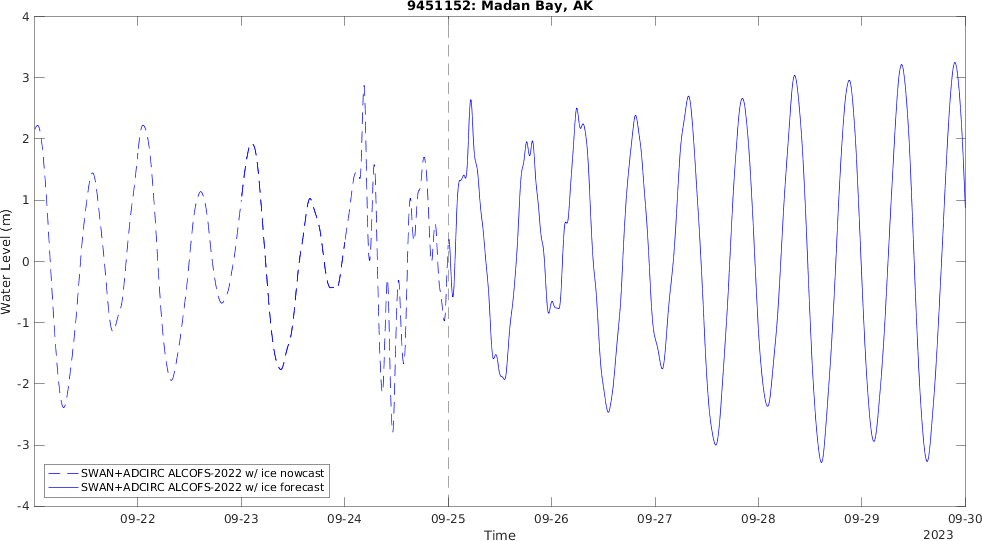 9451152: Madan Bay, AK
Water Level (m)
4
3
2
1
0
-1
-2
-3
-4
SWAN+ADCIRC ALCOFS-2022 w/ ice nowcast
SWAN+ADCIRC ALCOFS-2022 w/ ice forecast
09-22 09-23 09-24 09-25 09-26 09-27 09-28 09-29 09-30
Time
2023